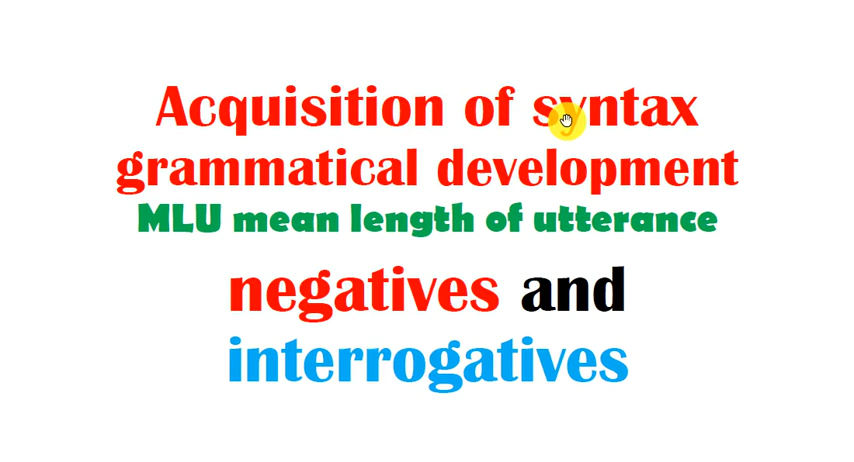 Acquisition of syntax
grammatical development
MLU mean length of utterance
negatives and
interrogatives